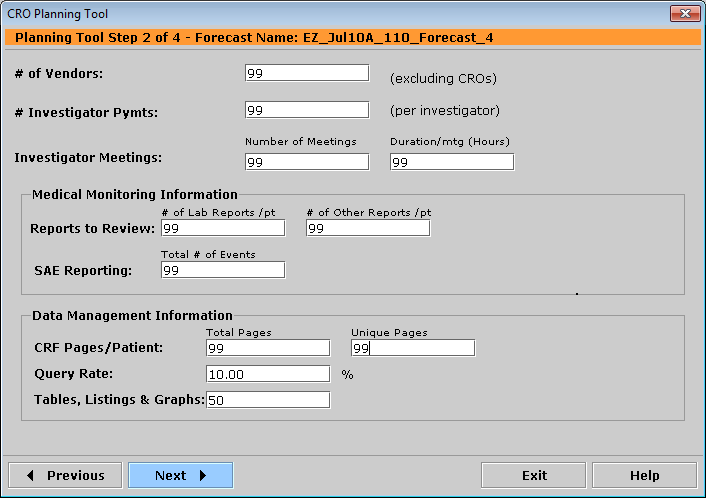 CRO Planning Tool
Planning Tool Step 2 of 4 - Forecast Name: EZ_Jul10A_110_Forecast_4
# of Vendors: 99 (excluding CROs)
# Investigator Pymts: 99 (per investigator)
Number of Meetings Duration/mtg (Hours)
Investigator Meetings: 99 99
Medical Monitoring Information
# of Lab Reports /pt # of Other Reports /pt
Reports to Review: 99 99
Total # of Events
SAE Reporting: 99
Data Management Information
Total Pages Unique Pages
CRF Pages/Patient: 99 99
Query Rate: 10.00 %
Tables, Listings & Graphs: 50
Previous Next Exit Help